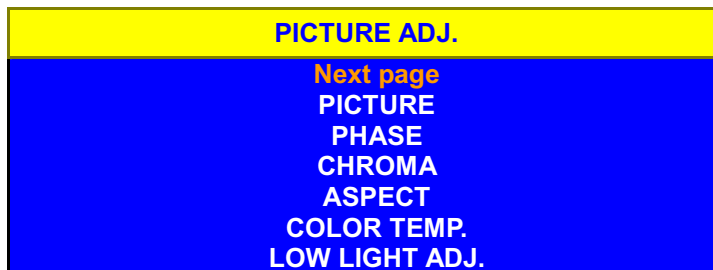 PICTURE ADJ.
Next page
PICTURE
PHASE
CHROMA
ASPECT
COLOR TEMP.
LOW LIGHT ADJ.